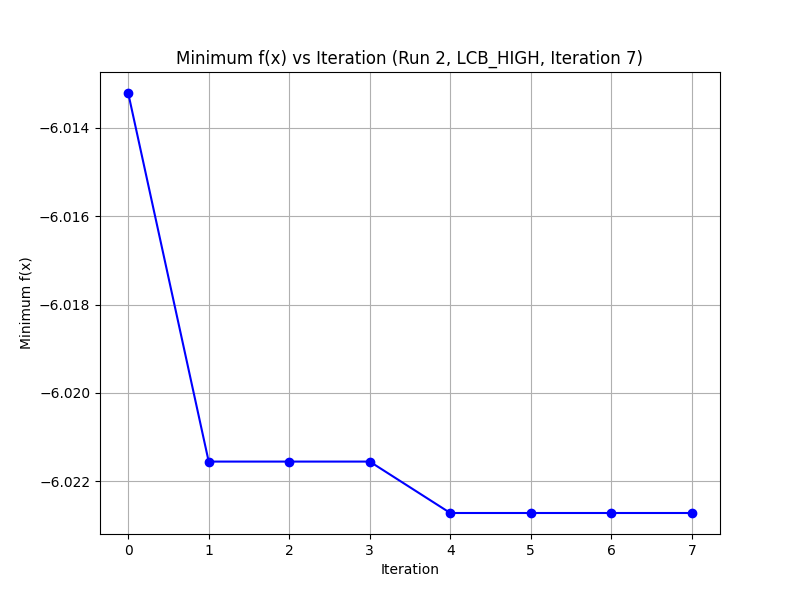 Minimum f(x) vs Iteration (Run 2, LCB_HIGH, Iteration 7)
Minimum f(x)
−6.014
−6.016
−6.018
−6.020
−6.022
0 1 2 3 4 5 6 7
Iteration